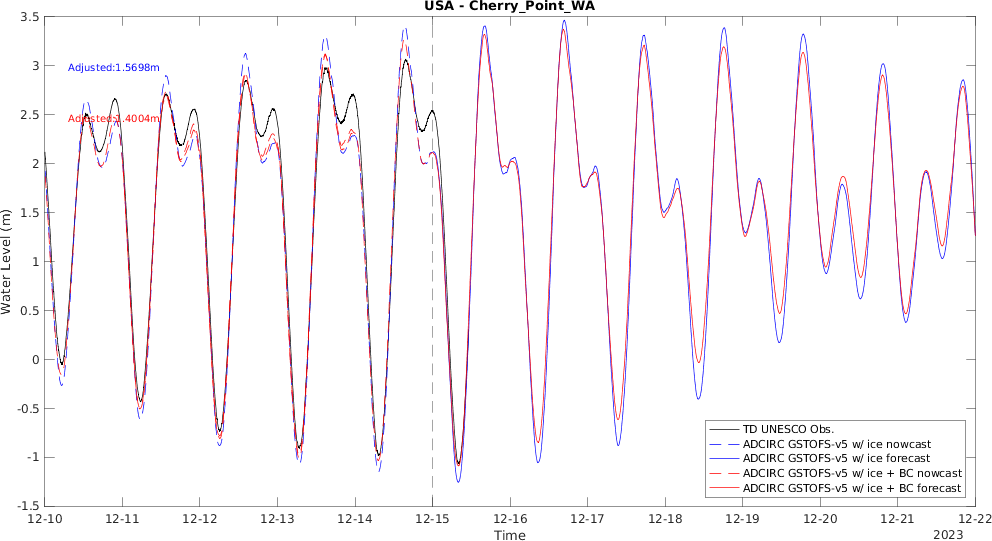 USA - Cherry_Point_WA
3.5
3
2.5
2
1.5
1
0.5
0
-0.5
-1
-1.5
Water Level (m)
Adjusted:1.5698m
Adjusted:1.4004m
TD UNESCO Obs.
ADCIRC GSTOFS-v5 w/ ice nowcast
ADCIRC GSTOFS-v5 w/ ice forecast
ADCIRC GSTOFS-v5 w/ ice + BC nowcast
ADCIRC GSTOFS-v5 w/ ice + BC forecast
12-10 12-11 12-12 12-13 12-14 12-15 12-16 12-17 12-18 12-19 12-20 12-21 12-22
Time
2023